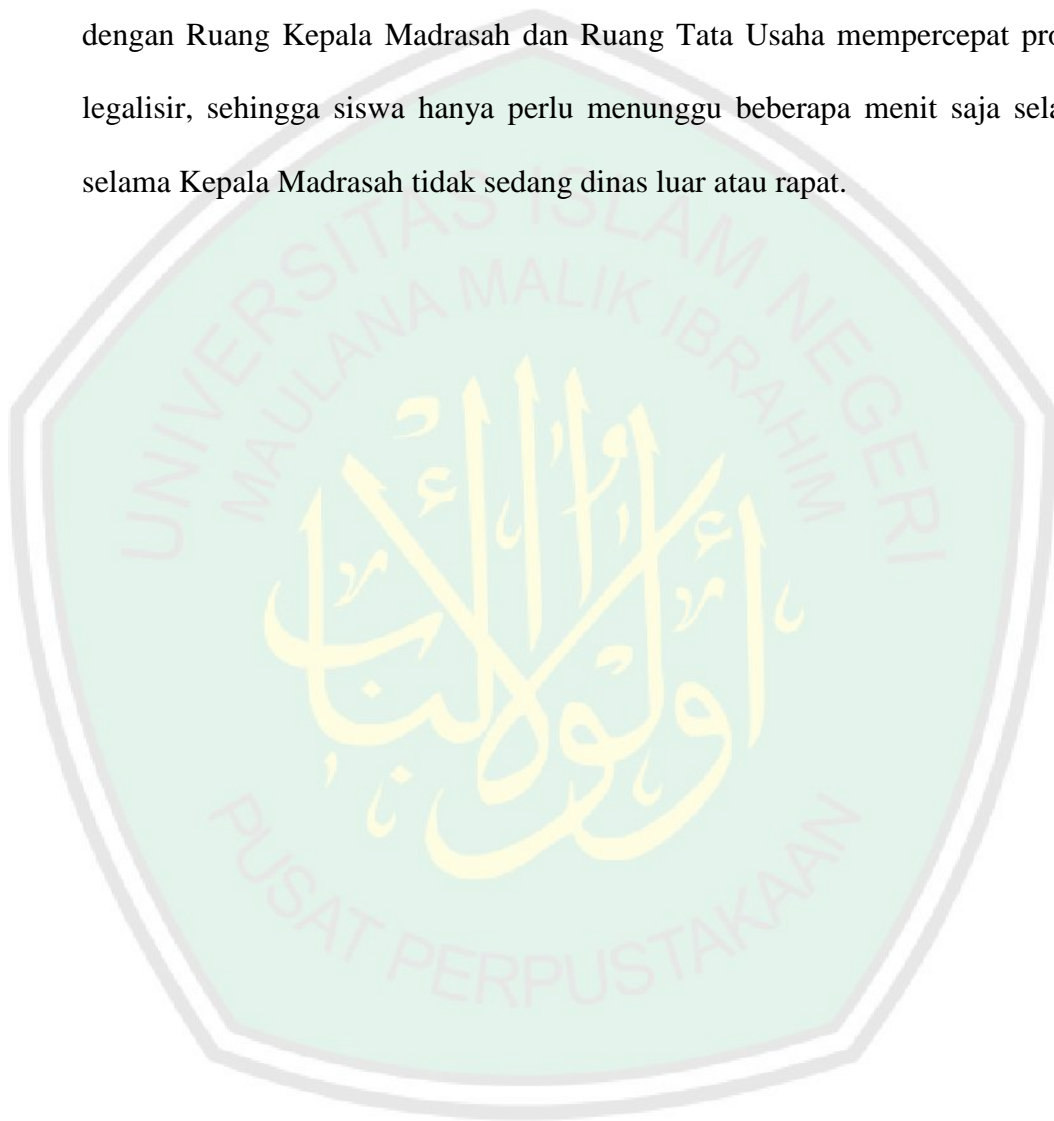 dengan Ruang Kepala Madrasah dan Ruang Tata Usaha mempercepat pro
legalisir, sehingga siswa hanya perlu menunggu beberapa menit saja sela
selama Kepala Madrasah tidak sedang dinas luar atau rapat.
UNIVERSITAS ISLAM NEGERI
MAULANA MALIK IBRAHIM
أولوا الألباب
PUSAT PERPUSTAKAAN